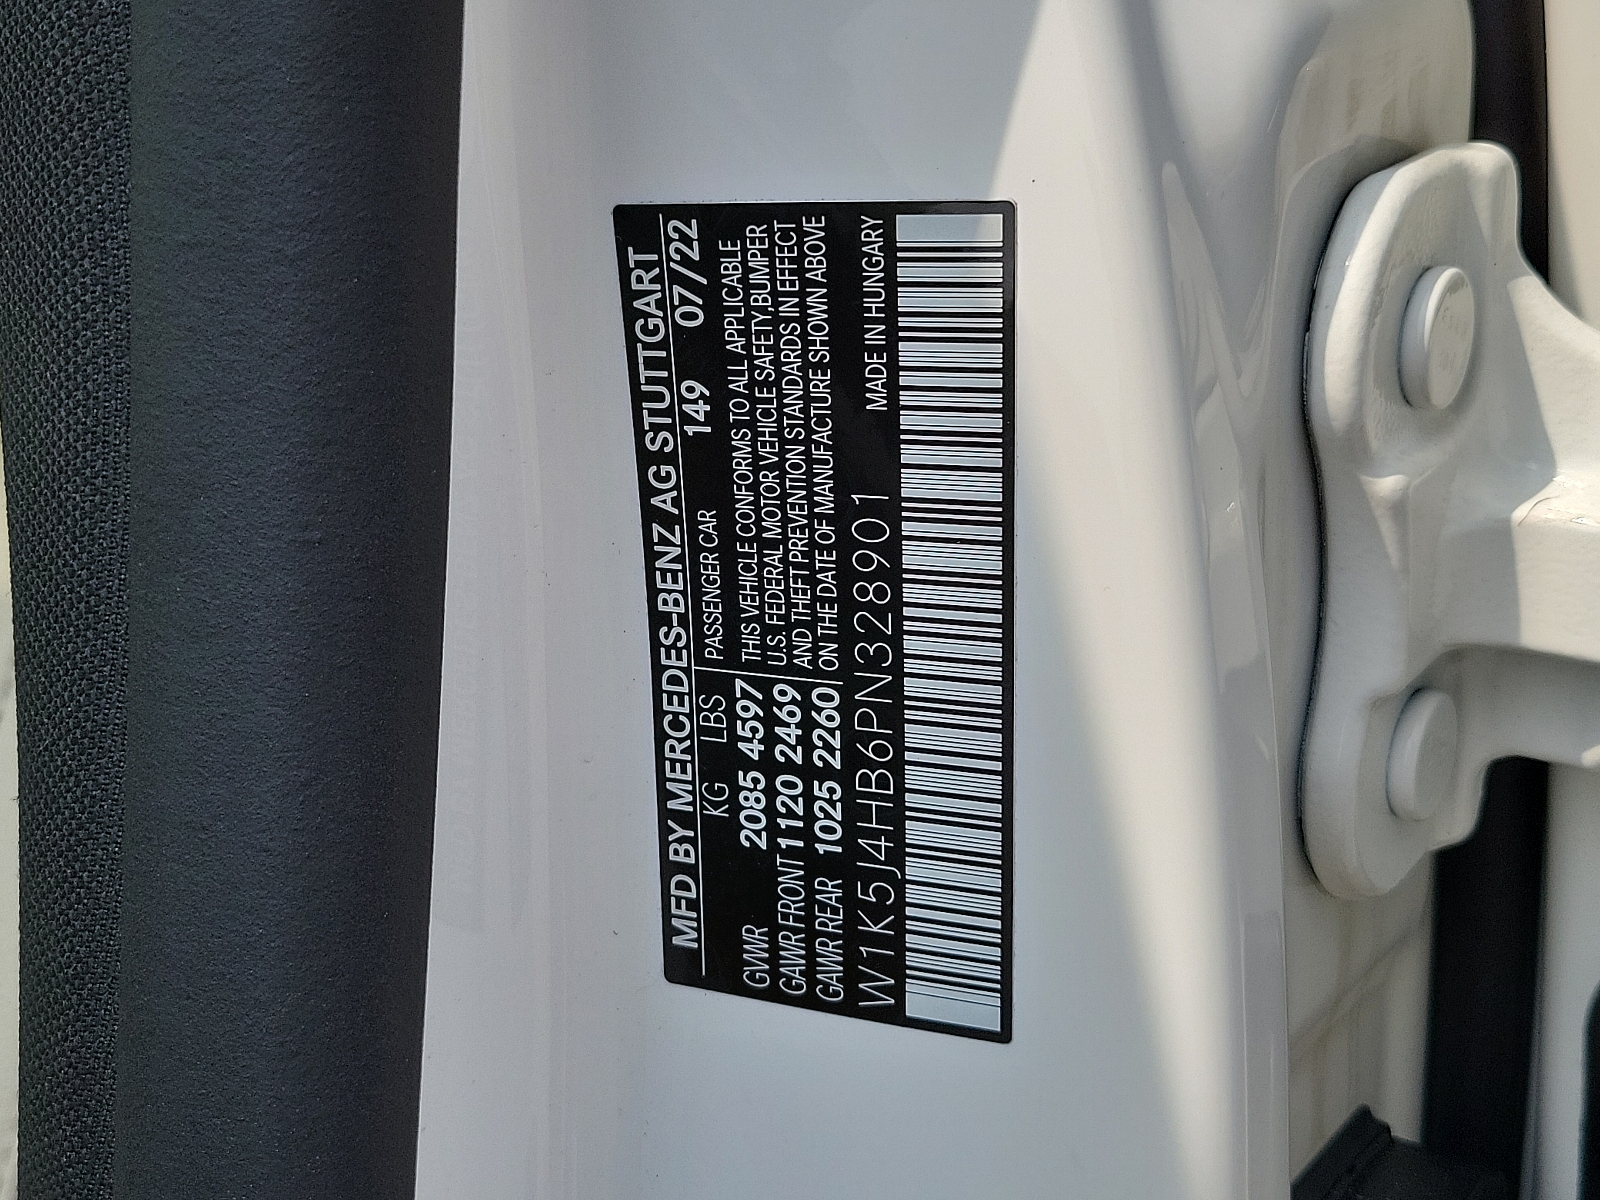 MFD BY MERCEDES-BENZ AG STUTTGART
KG LBS PASSENGER CAR 149 07/22
GVWR 2085 4597 THIS VEHICLE CONFORMS TO ALL APPLICABLE
U.S. FEDERAL MOTOR VEHICLE SAFETY,BUMPER
GAWR FRONT 1120 2469 AND THEFT PREVENTION STANDARDS IN EFFECT
GAWR REAR 1025 2260 ON THE DATE OF MANUFACTURE SHOWN ABOVE
W1K5J4HB6PN328901 MADE IN HUNGARY